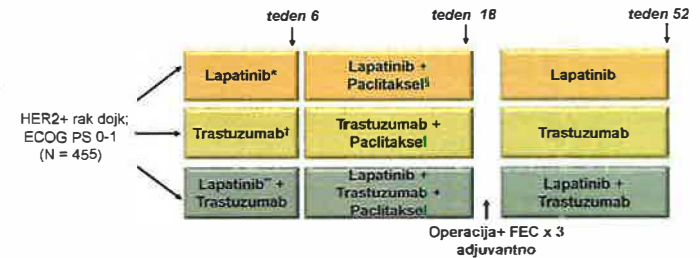 teden 6
teden 18
teden 52
Lapatinib*
Lapatinib +
Paclitaksel§
Lapatinib
HER2+ rak dojk;
ECOG PS 0-1
(N = 455)
Trastuzumab†
Trastuzumab +
Paclitaksel
Trastuzumab
Lapatinib** +
Trastuzumab
Lapatinib +
Trastuzumab +
Paclitaksel
Lapatinib +
Trastuzumab
Operacija+ FEC x 3
adjuvantno